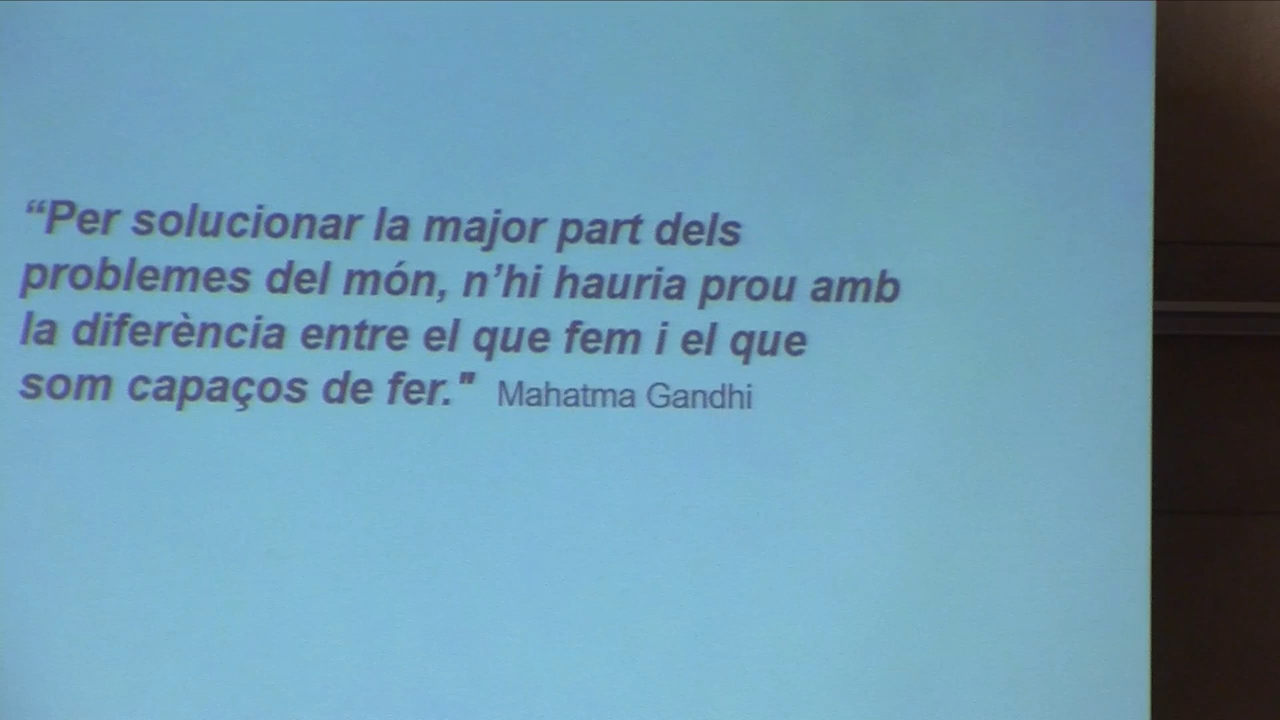 “Per solucionar la major part dels
problemes del món, n’hi hauria prou amb
la diferència entre el que fem i el que
som capaços de fer." Mahatma Gandhi